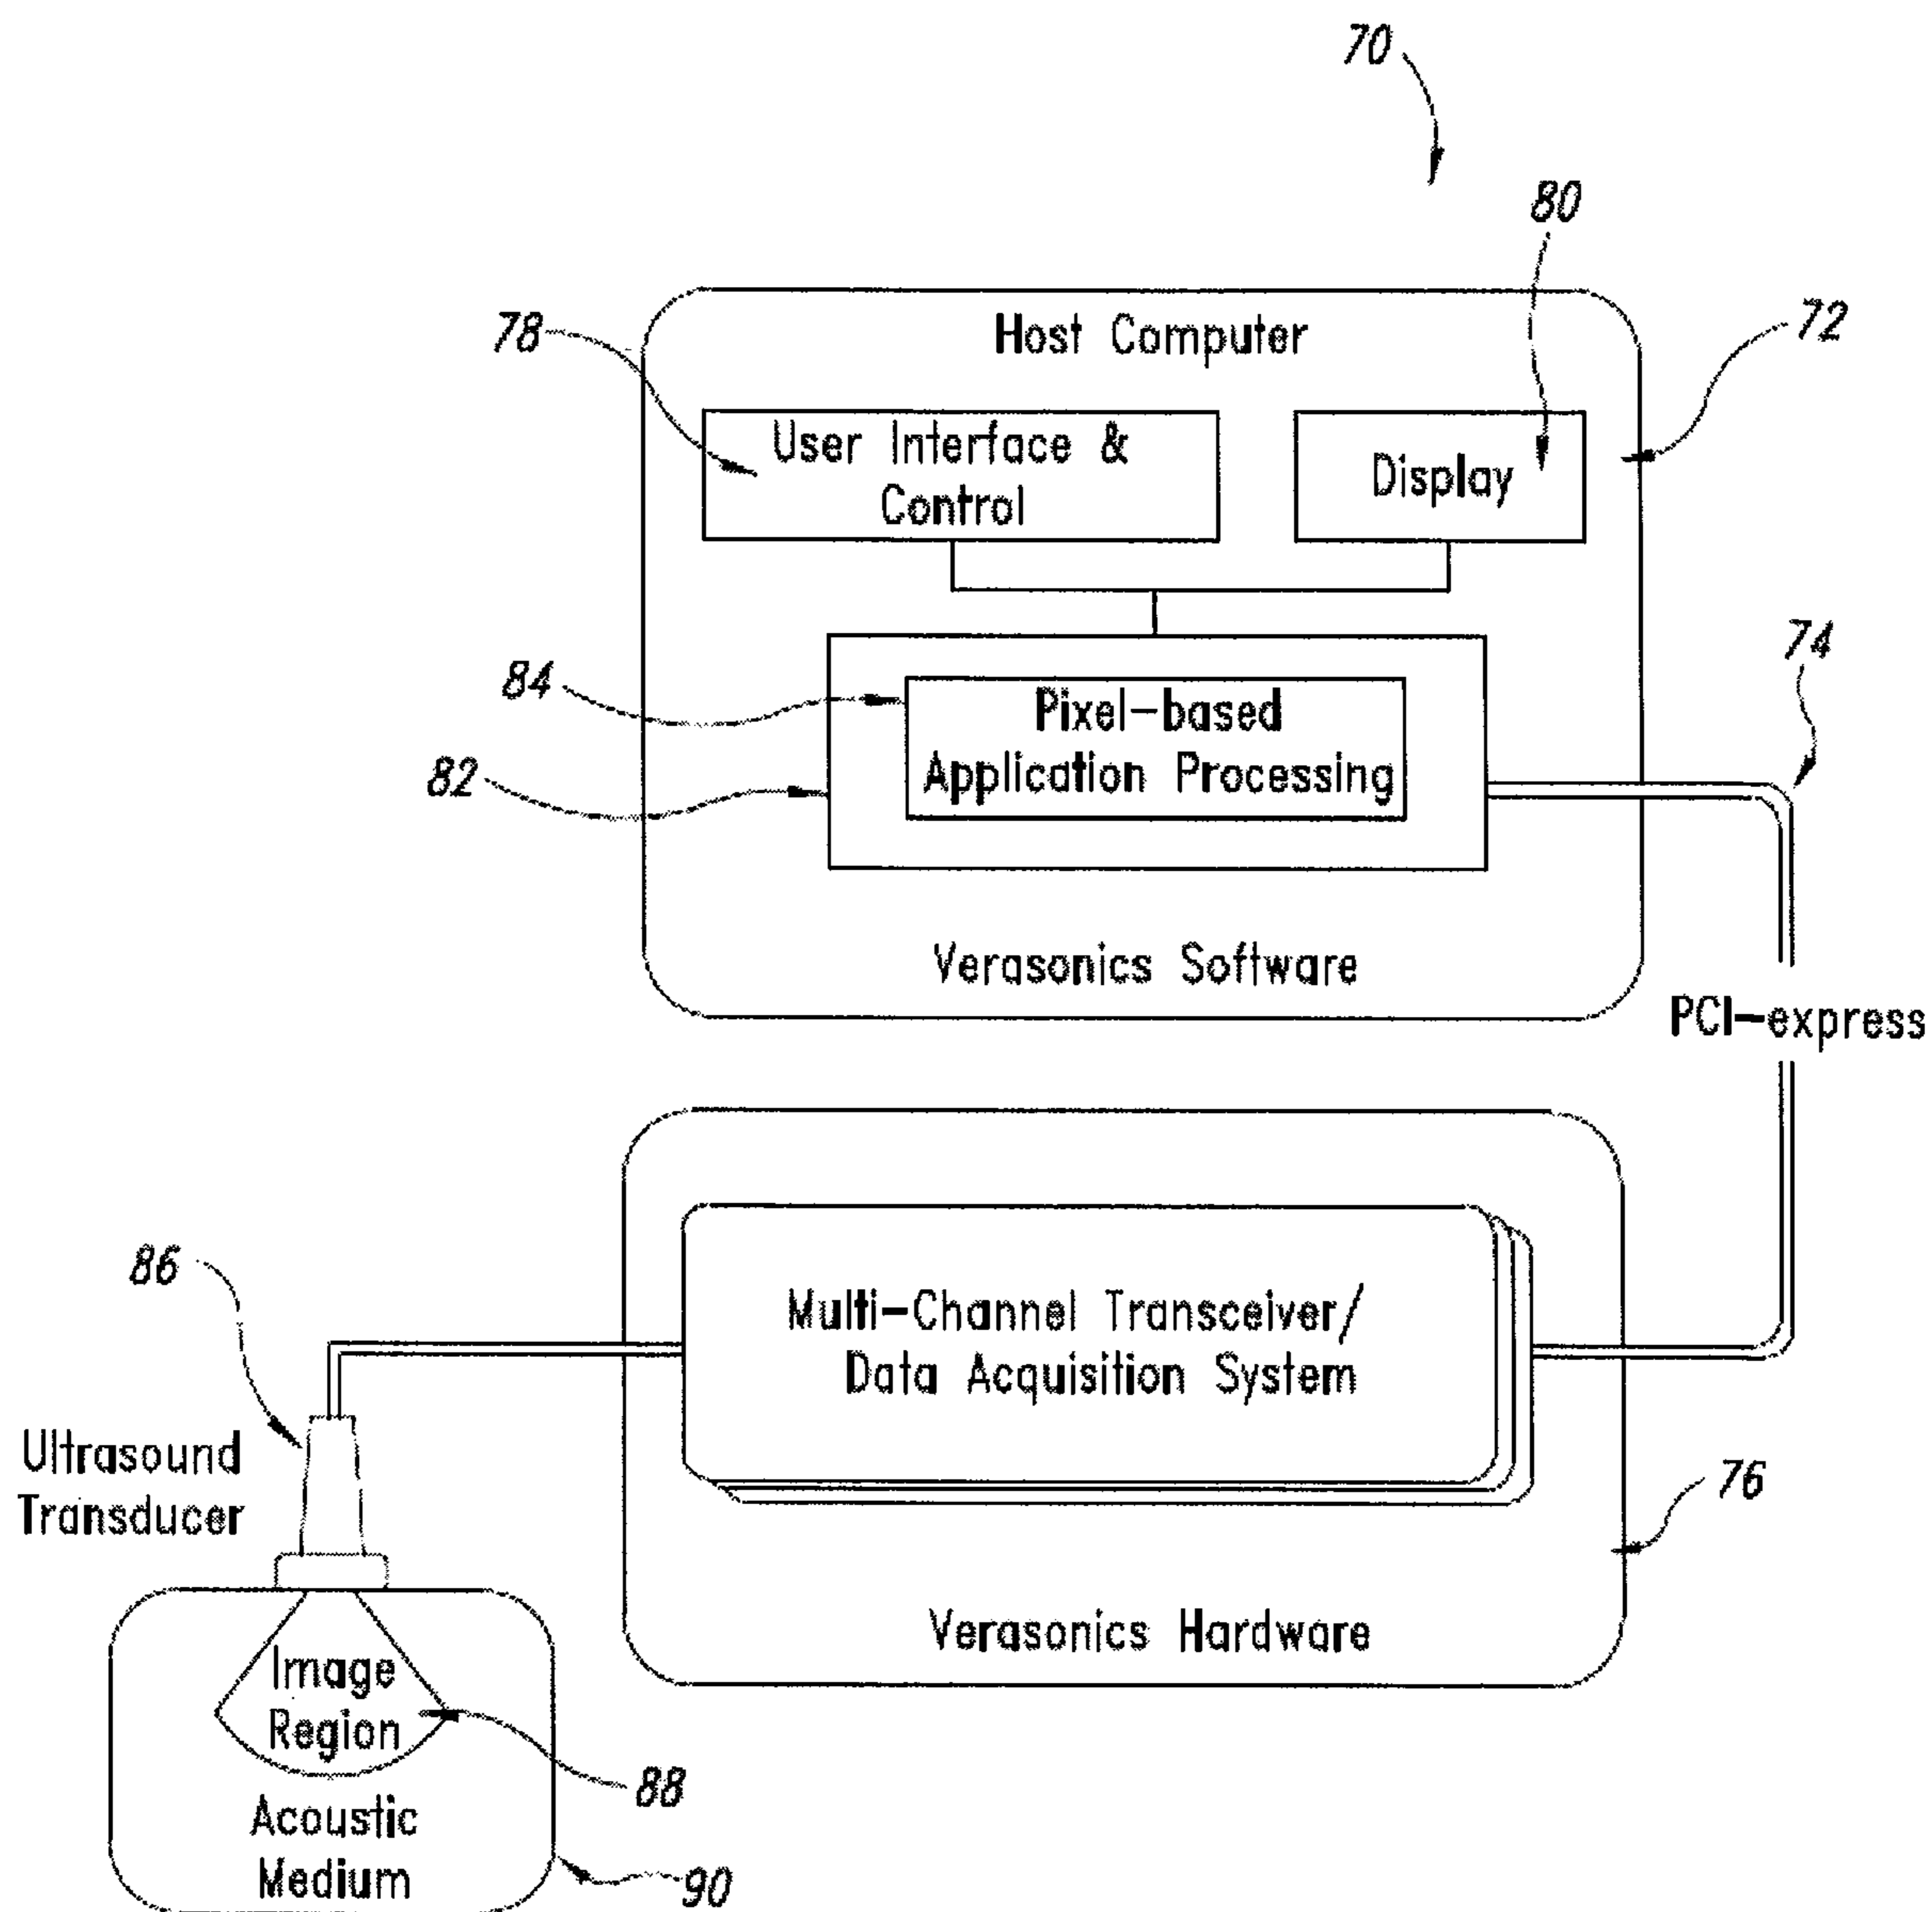 70
80
Host Computer
78
72
User Interface &
Control
Display
74
84
Pixel-based
Application Processing
82
Verasonics Software
PCI-express
86
Multi-Channel Transceiver/
Data Acquisition System
Ultrasound
Transducer
76
Verasonics Hardware
Image
Region
88
Acoustic
Medium
90